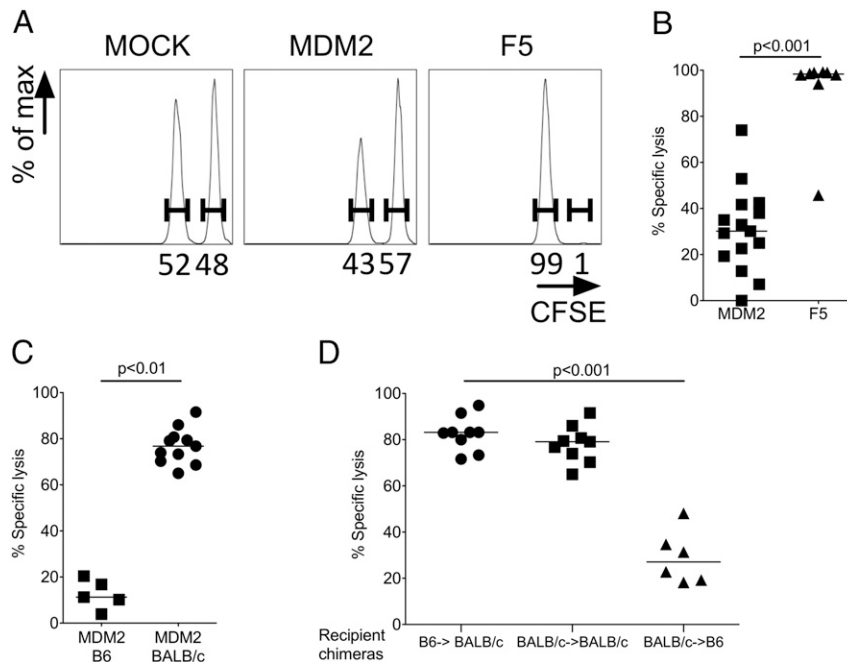 A
MOCK
MDM2
F5
% of max
52 48
43 57
99 1
CFSE
B
p<0.001
% Specific lysis
100
80
60
40
20
0
MDM2
F5
C
p<0.01
% Specific lysis
100
80
60
40
20
0
MDM2
B6
MDM2
BALB/c
D
p<0.001
% Specific lysis
100
80
60
40
20
0
Recipient
chimeras
B6-> BALB/c
BALB/c->BALB/c
BALB/c->B6